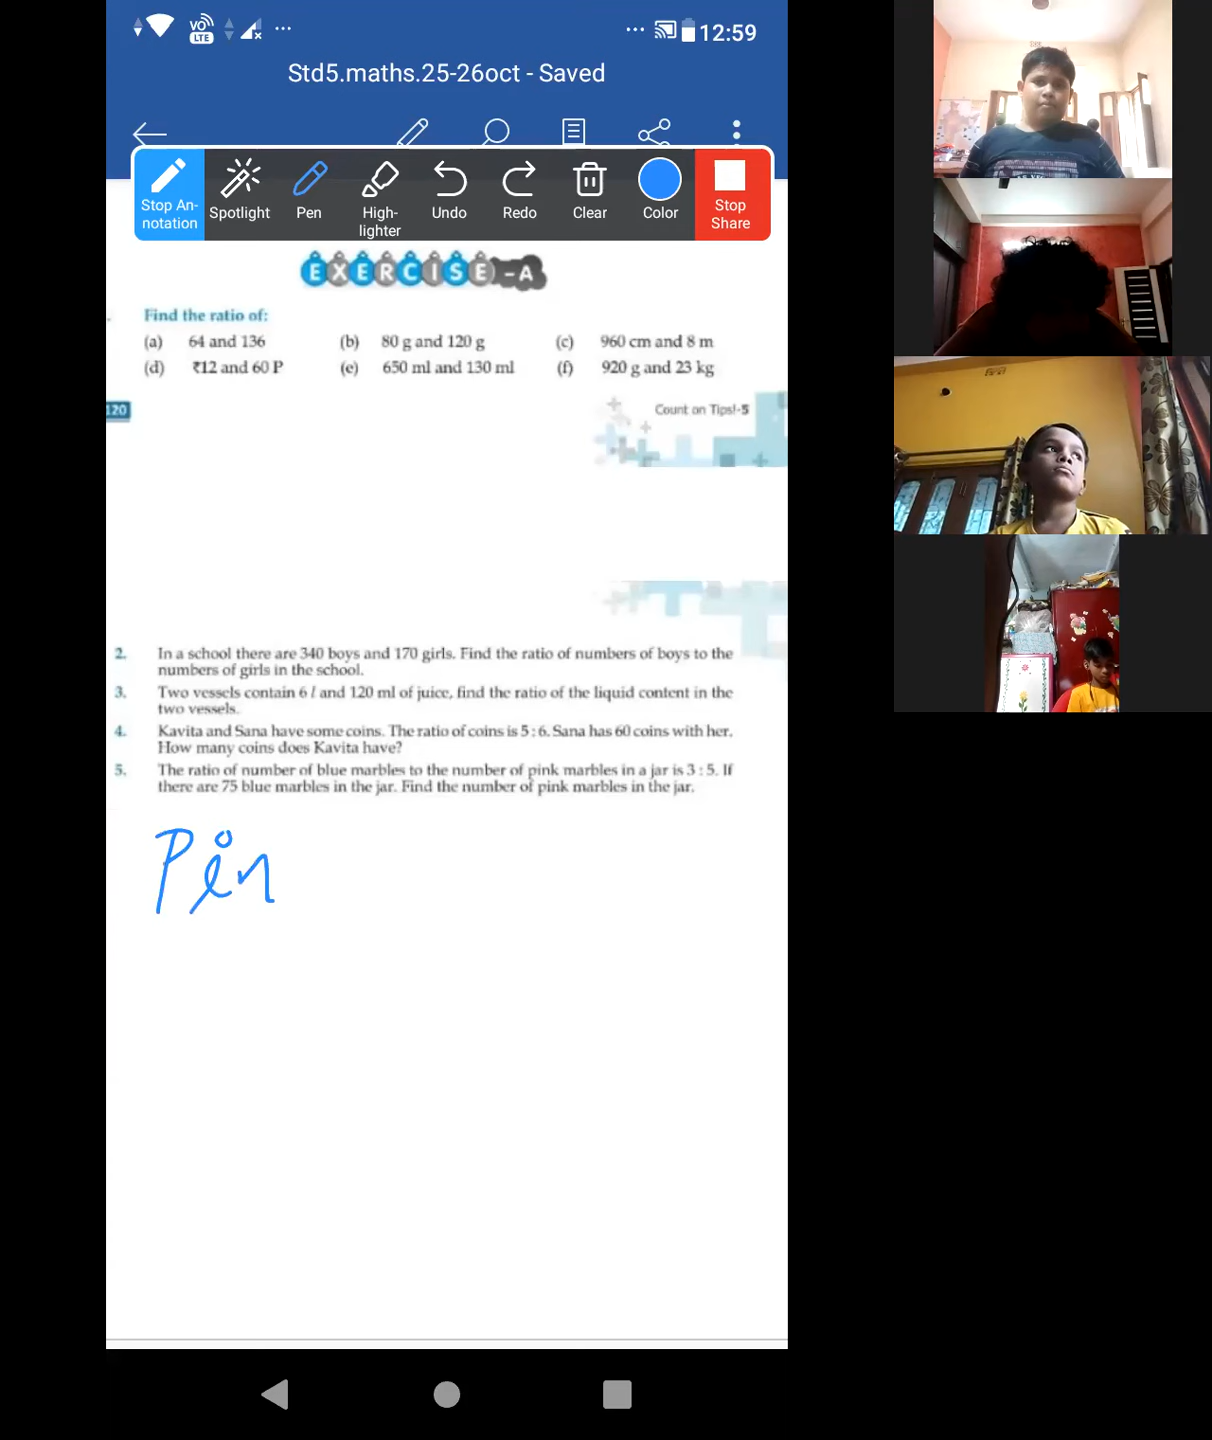 VO
LTE
12:59
Std5.maths.25-26oct - Saved
Stop An-
notation
Spotlight
Pen
High-
lighter
Undo
Redo
Clear
Color
Stop
Share
EXERCISE-A
Find the ratio of:
(a) 64 and 136 (b) 80 g and 120 g (c) 960 cm and 8 m
(d) ₹12 and 60 P (e) 650 ml and 130 ml (f) 920 g and 23 kg
120
Count on Tips!-5
2. In a school there are 340 boys and 170 girls. Find the ratio of numbers of boys to the
numbers of girls in the school.
3. Two vessels contain 6 l and 120 ml of juice, find the ratio of the liquid content in the
two vessels.
4. Kavita and Sana have some coins. The ratio of coins is 5 : 6. Sana has 60 coins with her.
How many coins does Kavita have?
5. The ratio of number of blue marbles to the number of pink marbles in a jar is 3 : 5. If
there are 75 blue marbles in the jar. Find the number of pink marbles in the jar.
Pin